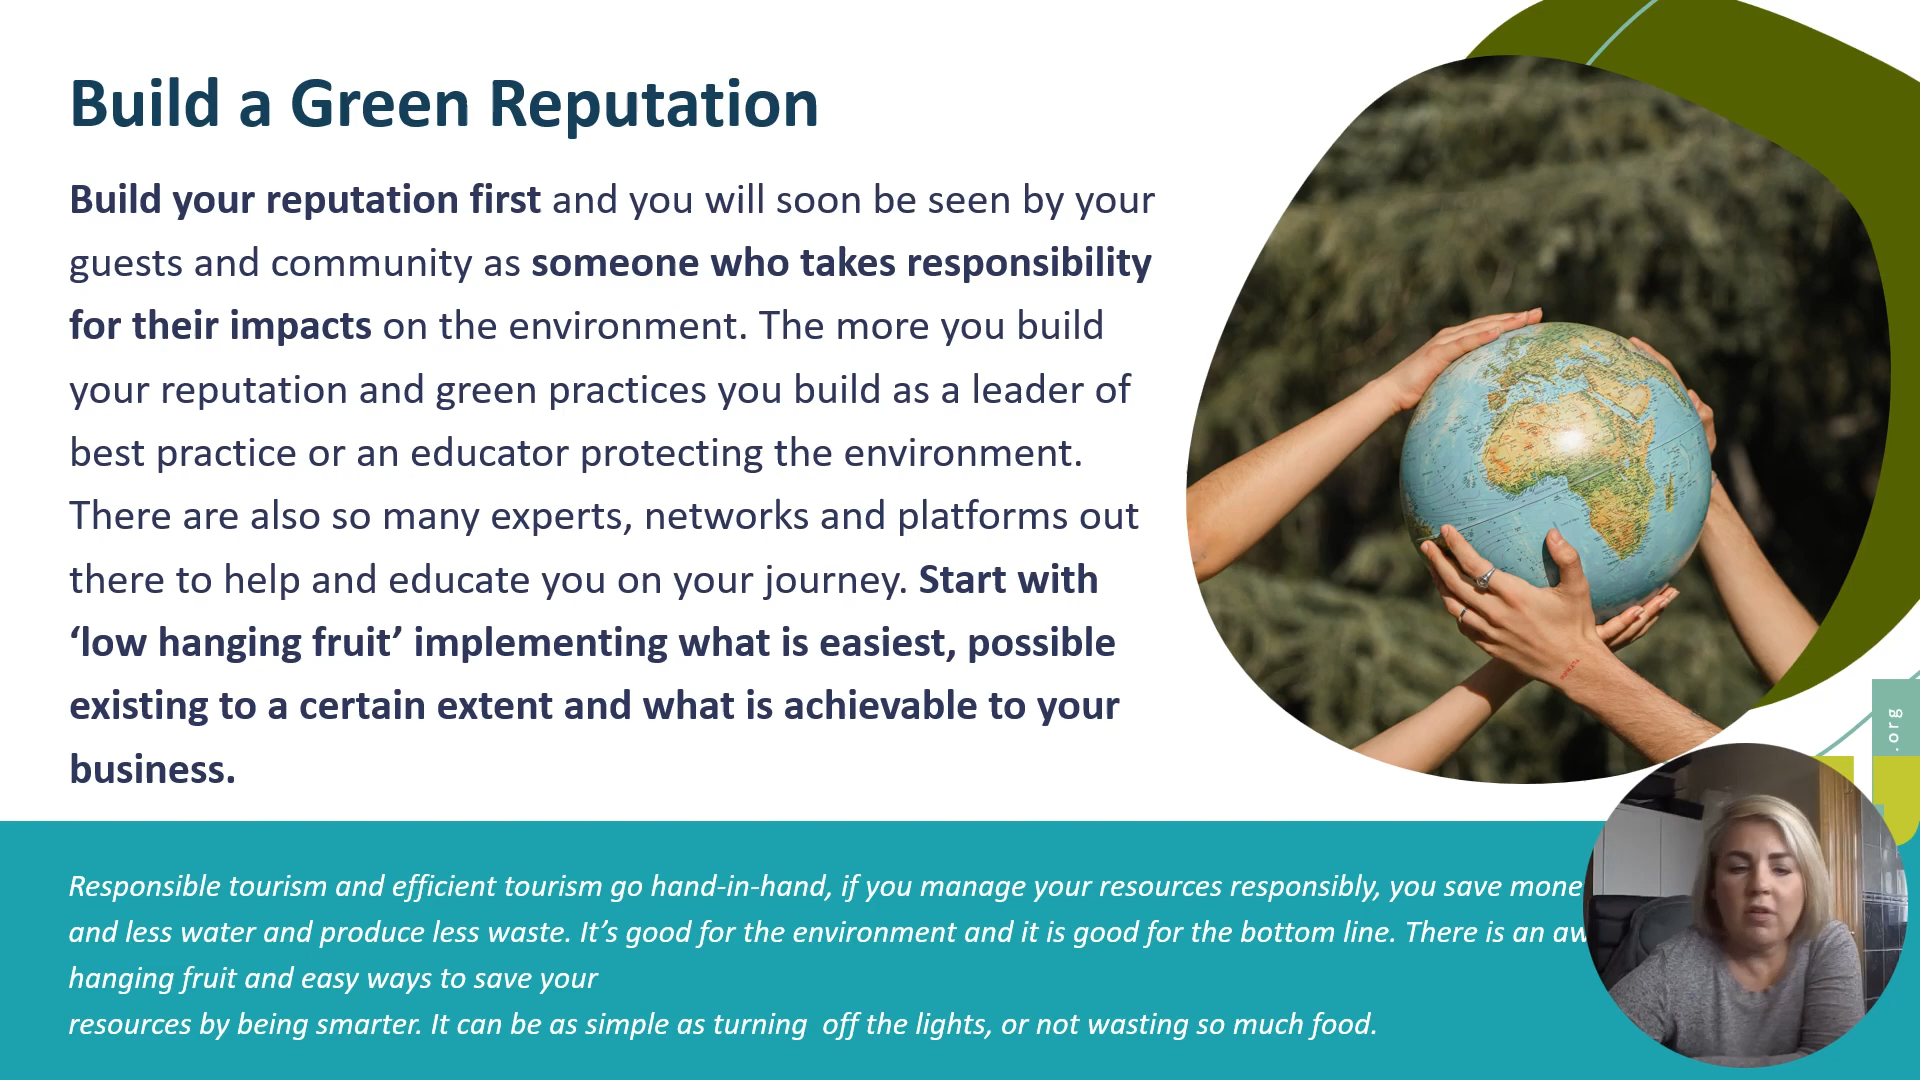 Build a Green Reputation
Build your reputation first and you will soon be seen by your
guests and community as someone who takes responsibility
for their impacts on the environment. The more you build
your reputation and green practices you build as a leader of
best practice or an educator protecting the environment.
There are also so many experts, networks and platforms out
there to help and educate you on your journey. Start with
‘low hanging fruit’ implementing what is easiest, possible
existing to a certain extent and what is achievable to your
business.
.org
Responsible tourism and efficient tourism go hand-in-hand, if you manage your resources responsibly, you save
and less water and produce less waste. It’s good for the environment and it is good for the bottom line. There is an
hanging fruit and easy ways to save your
resources by being smarter. It can be as simple as turning  off the lights, or not wasting so much food.